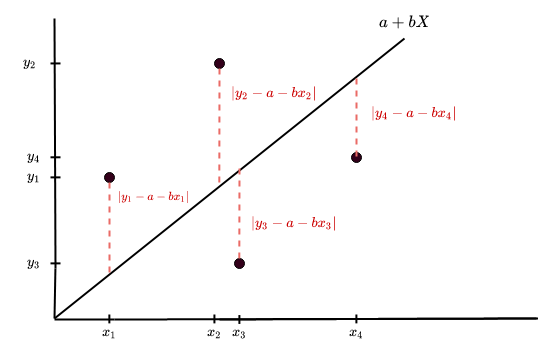 a + bX
y₂
|y₂ − a − bx₂|
|y₄ − a − bx₄|
y₄
y₁
|y₁ − a − bx₁|
|y₃ − a − bx₃|
y₃
x₁ x₂ x₃ x₄